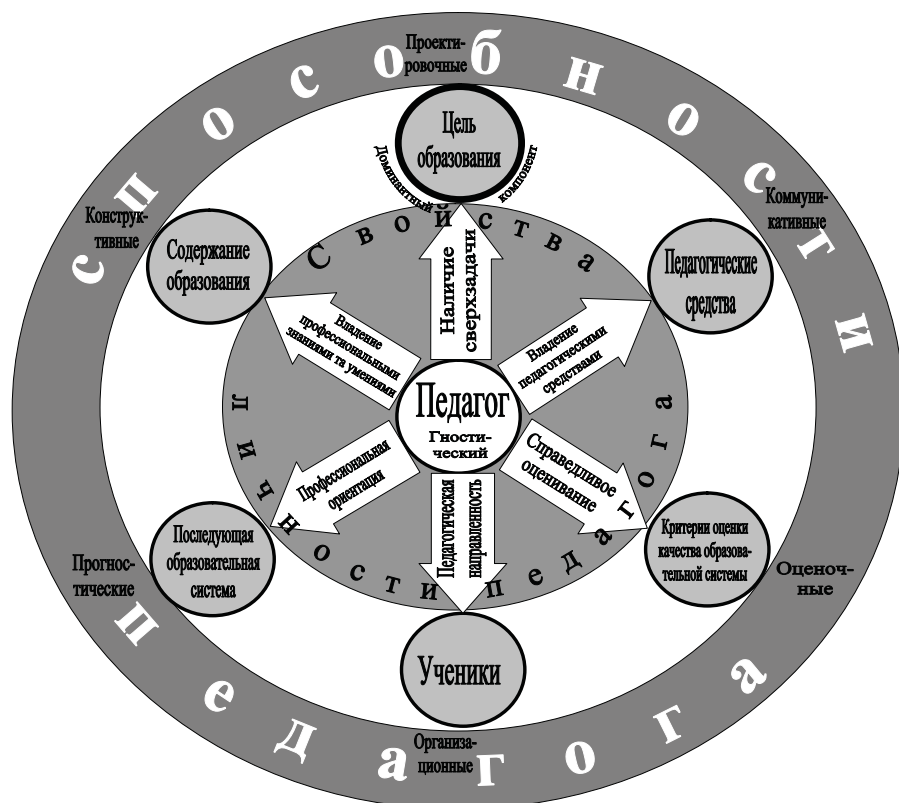 Способности
педагога
Проекти-
ровочные
Цель
образования
Доминантный
компонент
Коммуни-
кативные
Конструк-
тивные
Свойства
личности педагога
Содержание
образования
Педагогические
средства
Наличие
сверхзадачи
Владение
профессиональными
знаниями та умениями
Владение
педагогическими
средствами
Педагог
Гности-
ческий
Профессиональная
ориентация
Педагогическая
направленность
Справедливое
оценивание
Последующая
образовательная
система
Критерии оценки
качества образова-
тельной системы
Прогнос-
тические
Оценоч-
ные
Ученики
Организа-
ционные